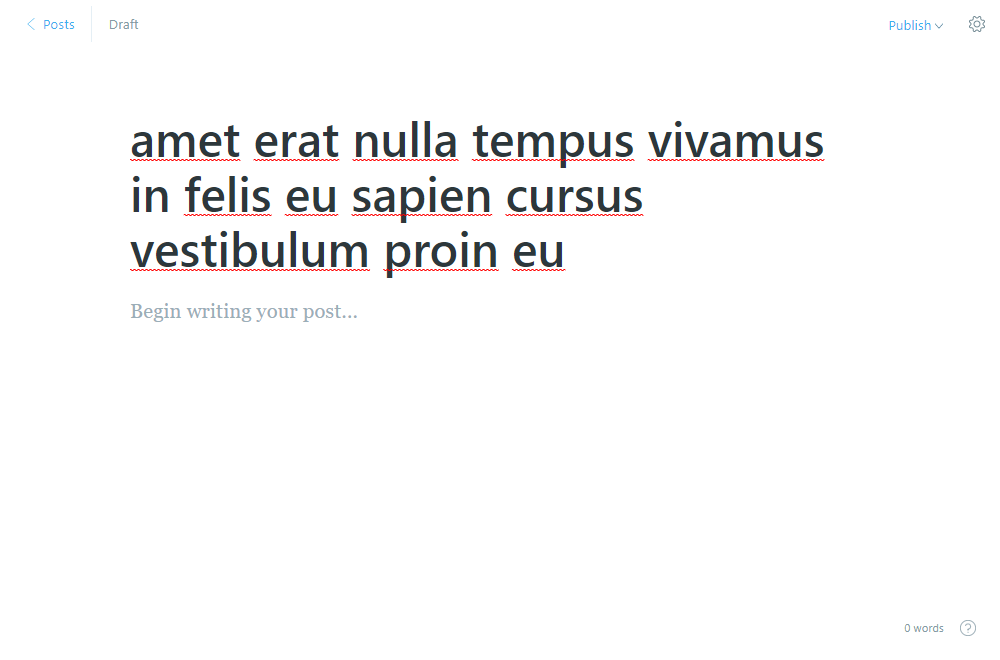 Posts Draft Publish
amet erat nulla tempus vivamus
in felis eu sapien cursus
vestibulum proin eu
Begin writing your post...
0 words ?